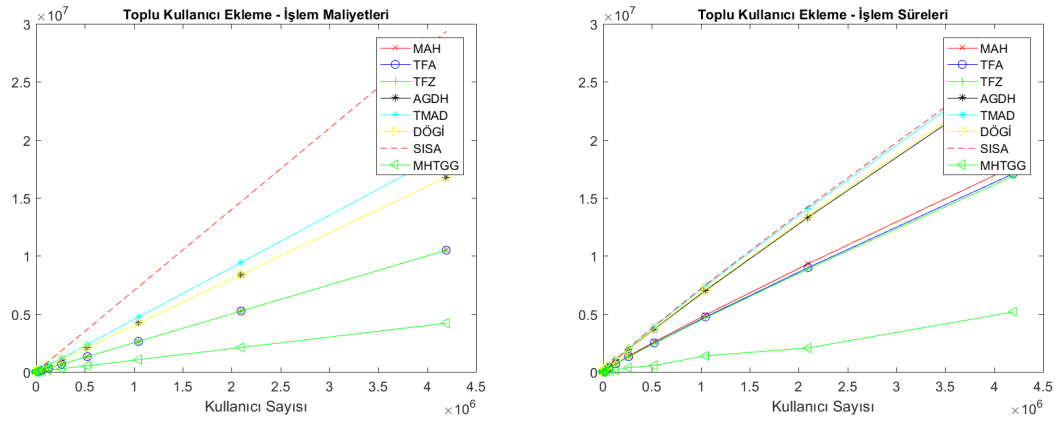 Toplu Kullanıcı Ekleme - İşlem Maliyetleri
×10^7
3
2.5
2
1.5
1
0.5
0
0
0.5
1
1.5
2
2.5
3
3.5
4
4.5
×10^6
Kullanıcı Sayısı
MAH
TFA
TFZ
AGDH
TMAD
DÖGİ
SISA
MHTGG
Toplu Kullanıcı Ekleme - İşlem Süreleri
×10^7
3
2.5
2
1.5
1
0.5
0
0
0.5
1
1.5
2
2.5
3
3.5
4
4.5
×10^6
Kullanıcı Sayısı
MAH
TFA
TFZ
AGDH
TMAD
DÖGİ
SISA
MHTGG